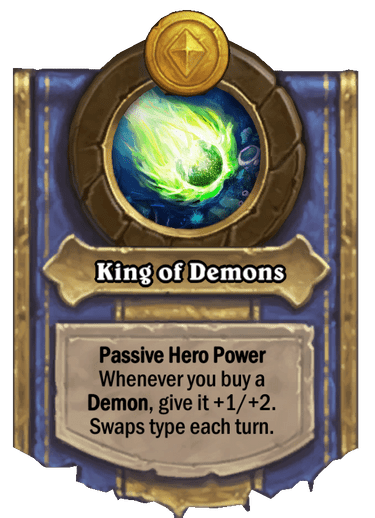 King of Demons
Passive Hero Power
Whenever you buy a
Demon, give it +1/+2.
Swaps type each turn.